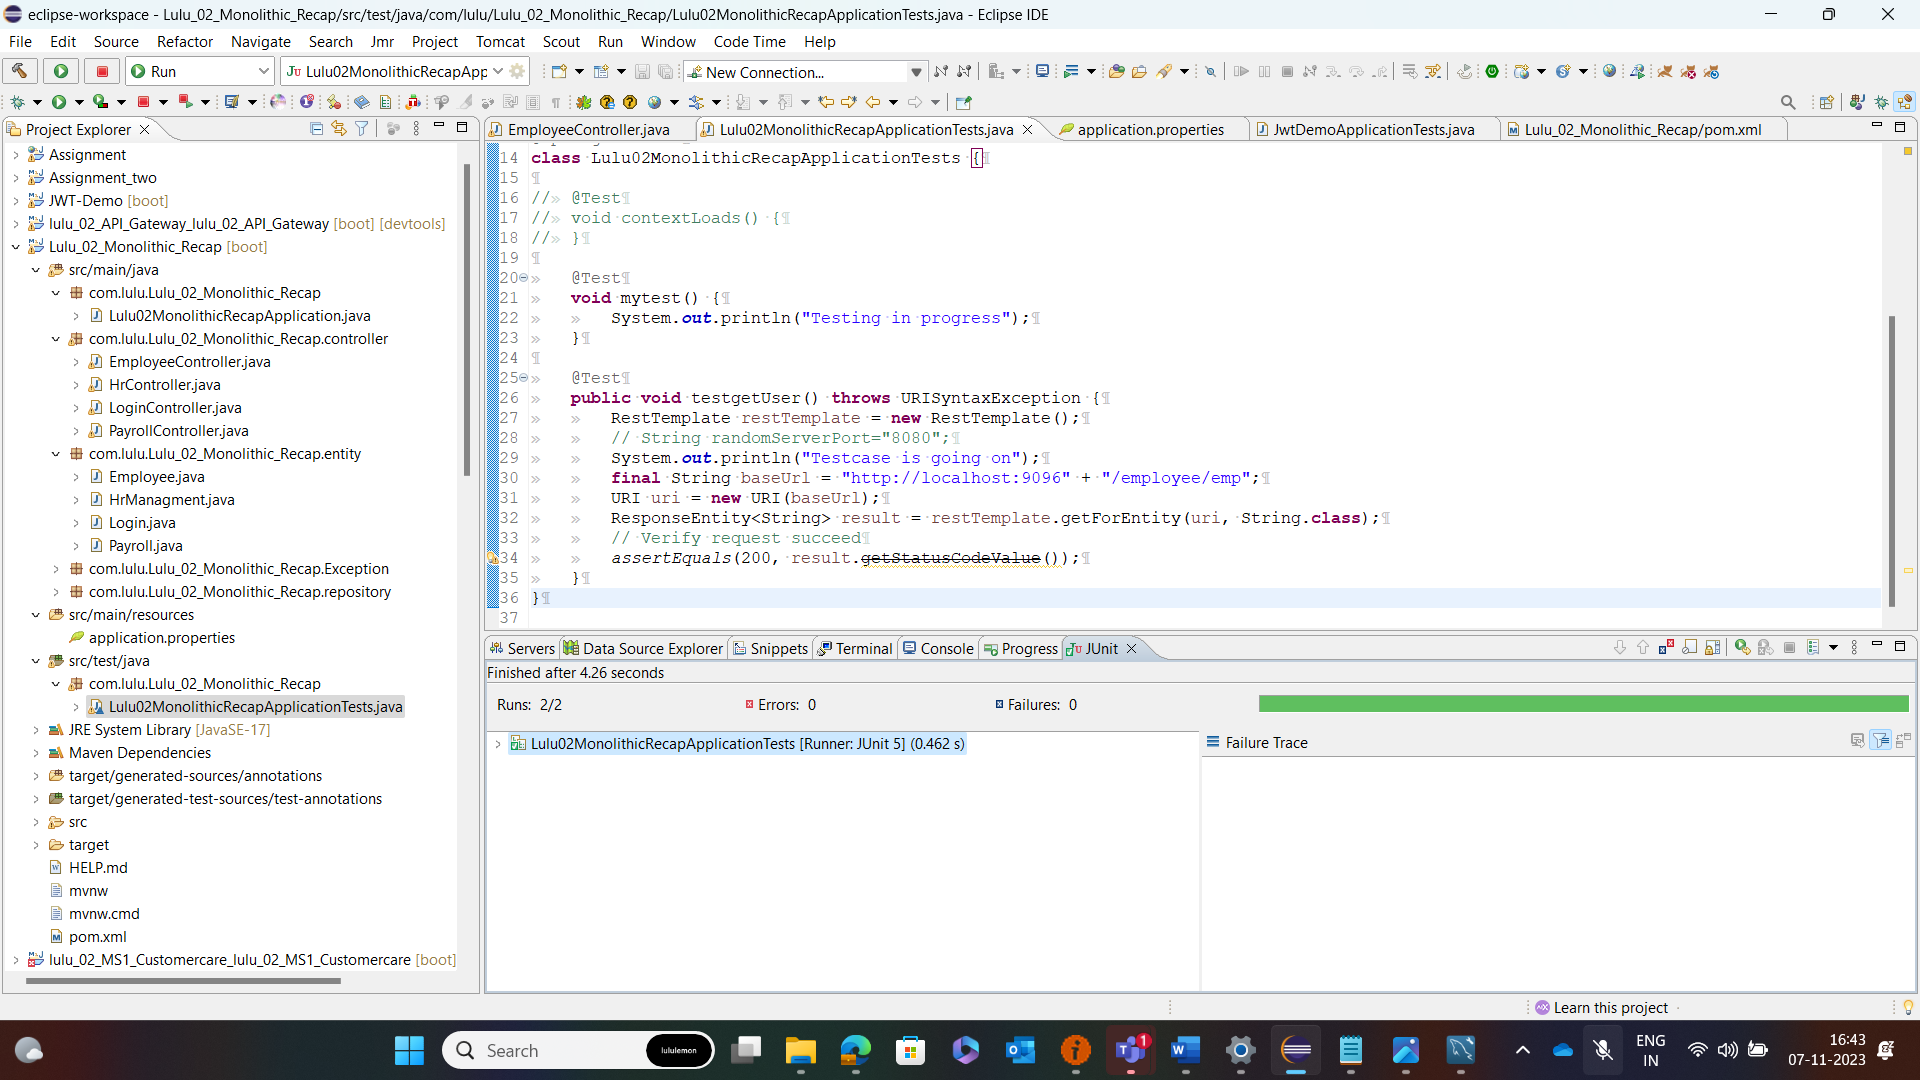 eclipse-workspace - Lulu_02_Monolithic_Recap/src/test/java/com/lulu/Lulu_02_Monolithic_Recap/Lulu02MonolithicRecapApplicationTests.java - Eclipse IDE
File Edit Source Refactor Navigate Search Jmr Project Tomcat Scout Run Window Code Time Help
Run
Lulu02MonolithicRecapApp
New Connection...
Project Explorer
Assignment
Assignment_two
JWT-Demo [boot]
lulu_02_API_Gateway_lulu_02_API_Gateway [boot] [devtools]
Lulu_02_Monolithic_Recap [boot]
src/main/java
com.lulu.Lulu_02_Monolithic_Recap
Lulu02MonolithicRecapApplication.java
com.lulu.Lulu_02_Monolithic_Recap.controller
EmployeeController.java
HrController.java
LoginController.java
PayrollController.java
com.lulu.Lulu_02_Monolithic_Recap.entity
Employee.java
HrManagment.java
Login.java
Payroll.java
com.lulu.Lulu_02_Monolithic_Recap.Exception
com.lulu.Lulu_02_Monolithic_Recap.repository
src/main/resources
application.properties
src/test/java
com.lulu.Lulu_02_Monolithic_Recap
Lulu02MonolithicRecapApplicationTests.java
JRE System Library [JavaSE-17]
Maven Dependencies
target/generated-sources/annotations
target/generated-test-sources/test-annotations
src
target
HELP.md
mvnw
mvnw.cmd
pom.xml
lulu_02_MS1_Customercare_lulu_02_MS1_Customercare [boot]
EmployeeController.java
Lulu02MonolithicRecapApplicationTests.java
application.properties
JwtDemoApplicationTests.java
Lulu_02_Monolithic_Recap/pom.xml
14 class Lulu02MonolithicRecapApplicationTests {¶
15 ¶
16 //» @Test¶
17 //» void contextLoads() {¶
18 //» }¶
19 ¶
20 » @Test¶
21 » void mytest() {¶
22 » » System.out.println("Testing in progress");¶
23 » }¶
24 ¶
25 » @Test¶
26 » public void testgetUser() throws URISyntaxException {¶
27 » » RestTemplate restTemplate = new RestTemplate();¶
28 » » // String randomServerPort="8080";¶
29 » » System.out.println("Testcase is going on");¶
30 » » final String baseUrl = "http://localhost:9096" + "/employee/emp";¶
31 » » URI uri = new URI(baseUrl);¶
32 » » ResponseEntity<String> result = restTemplate.getForEntity(uri, String.class);¶
33 » » // Verify request succeed¶
34 » » assertEquals(200, result.getStatusCodeValue());¶
35 » }¶
36 }¶
37
Servers Data Source Explorer Snippets Terminal Console Progress JUnit
Finished after 4.26 seconds
Runs: 2/2 Errors: 0 Failures: 0
Lulu02MonolithicRecapApplicationTests [Runner: JUnit 5] (0.462 s)
Failure Trace
Learn this project
Search
lululemon
1
ENG
IN
16:43
07-11-2023